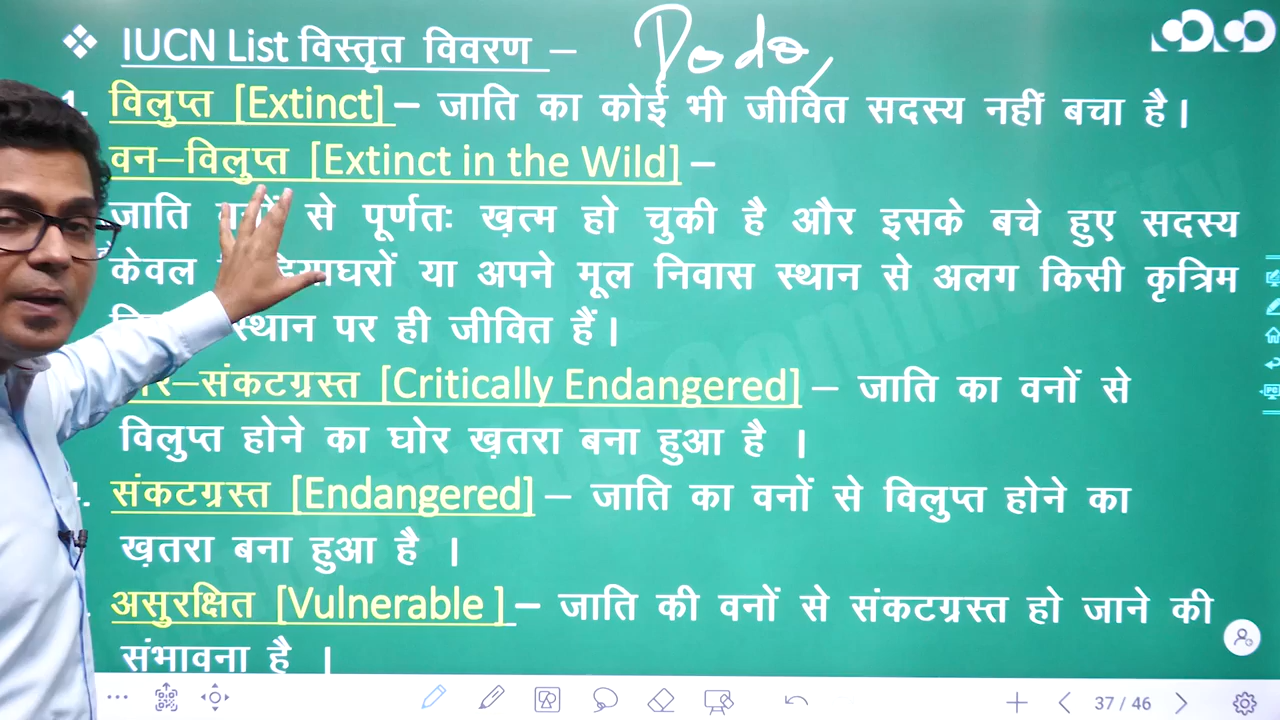 ❖ IUCN List विस्तृत विवरण – Dodo,
विलुप्त [Extinct] – जाति का कोई भी जीवित सदस्य नहीं बचा है।
वन–विलुप्त [Extinct in the Wild] –
जाति से पूर्णतः ख़त्म हो चुकी है और इसके बचे हुए सदस्य
केवल या अपने मूल निवास स्थान से अलग किसी कृत्रिम
स्थान पर ही जीवित हैं।
–संकटग्रस्त [Critically Endangered] – जाति का वनों से
विलुप्त होने का घोर ख़तरा बना हुआ है ।
संकटग्रस्त [Endangered] – जाति का वनों से विलुप्त होने का
ख़तरा बना हुआ है ।
असुरक्षित [Vulnerable ] – जाति की वनों से संकटग्रस्त हो जाने की
संभावना है ।
37 / 46